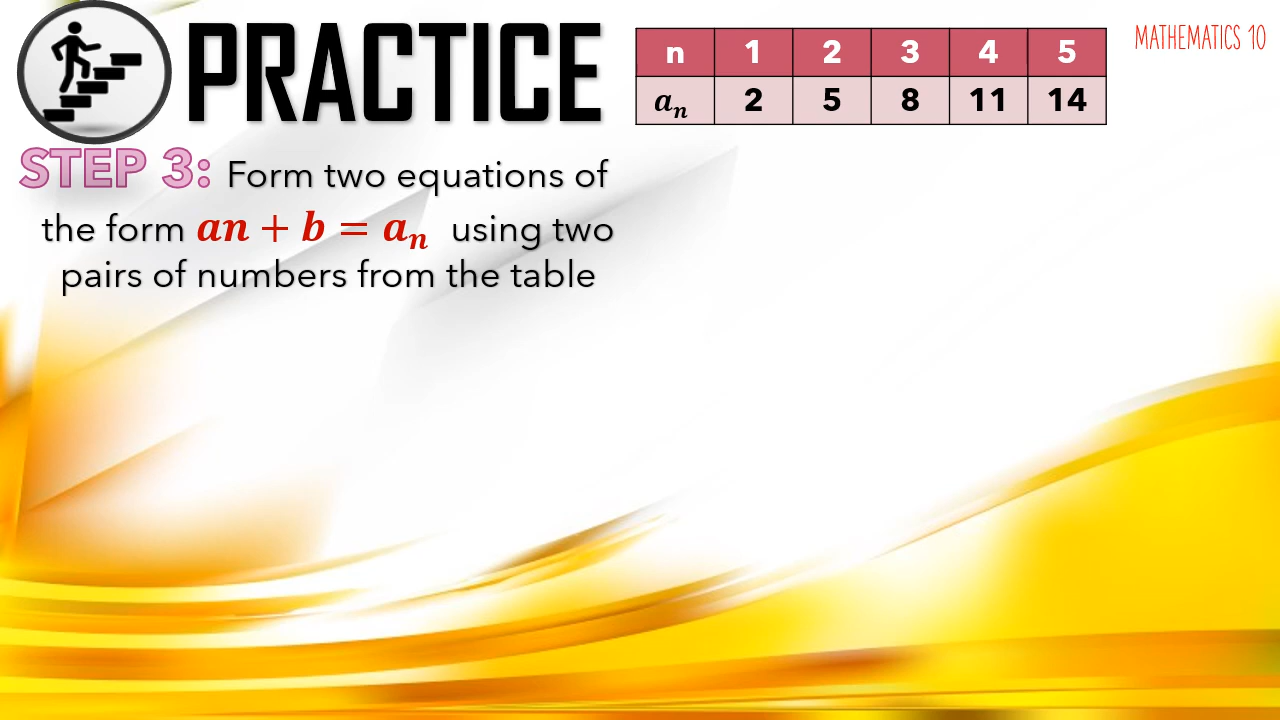 PRACTICE
n 1 2 3 4 5
aₙ 2 5 8 11 14
MATHEMATICS 10
STEP 3: Form two equations of
the form an + b = aₙ using two
pairs of numbers from the table